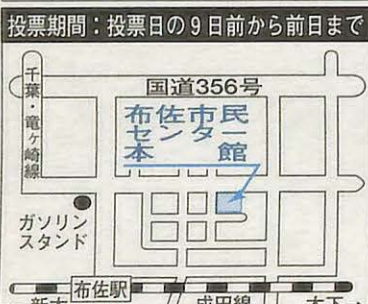 投票期間：投票日の9日前から前日まで
国道356号
千葉・竜ヶ崎線
布佐市民
センター
本館
ガソリン
スタンド
布佐駅
成田線